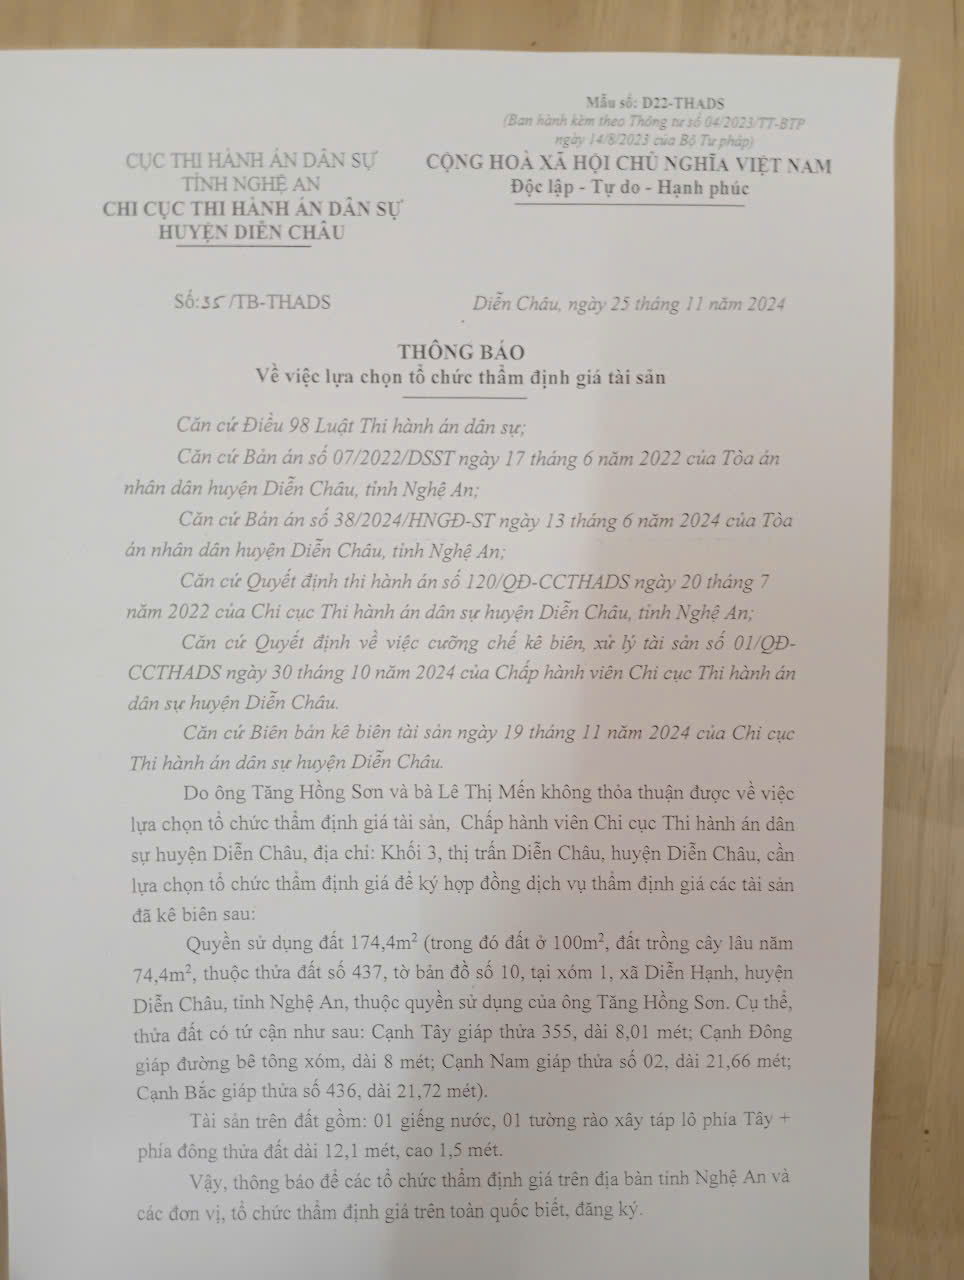 Mẫu số: D22-THADS
(Ban hành kèm theo Thông tư số 04/2023/TT-BTP
ngày 14/8/2023 của Bộ Tư pháp)
CỤC THI HÀNH ÁN DÂN SỰ
TỈNH NGHỆ AN
CHI CỤC THI HÀNH ÁN DÂN SỰ
HUYỆN DIỄN CHÂU
CỘNG HOÀ XÃ HỘI CHỦ NGHĨA VIỆT NAM
Độc lập - Tự do - Hạnh phúc
Số:35/TB-THADS
Diễn Châu, ngày 25 tháng 11 năm 2024
THÔNG BÁO
Về việc lựa chọn tổ chức thẩm định giá tài sản
Căn cứ Điều 98 Luật Thi hành án dân sự;
Căn cứ Bản án số 07/2022/DSST ngày 17 tháng 6 năm 2022 của Tòa án
nhân dân huyện Diễn Châu, tỉnh Nghệ An;
Căn cứ Bản án số 38/2024/HNGĐ-ST ngày 13 tháng 6 năm 2024 của Tòa
án nhân dân huyện Diễn Châu, tỉnh Nghệ An;
Căn cứ Quyết định thi hành án số 120/QĐ-CCTHADS ngày 20 tháng 7
năm 2022 của Chi cục Thi hành án dân sự huyện Diễn Châu, tỉnh Nghệ An;
Căn cứ Quyết định về việc cưỡng chế kê biên, xử lý tài sản số 01/QĐ-
CCTHADS ngày 30 tháng 10 năm 2024 của Chấp hành viên Chi cục Thi hành án
dân sự huyện Diễn Châu.
Căn cứ Biên bản kê biên tài sản ngày 19 tháng 11 năm 2024 của Chi cục
Thi hành án dân sự huyện Diễn Châu.
Do ông Tăng Hồng Sơn và bà Lê Thị Mến không thỏa thuận được về việc
lựa chọn tổ chức thẩm định giá tài sản, Chấp hành viên Chi cục Thi hành án dân
sự huyện Diễn Châu, địa chỉ: Khối 3, thị trấn Diễn Châu, huyện Diễn Châu, cần
lựa chọn tổ chức thẩm định giá để ký hợp đồng dịch vụ thẩm định giá các tài sản
đã kê biên sau:
Quyền sử dụng đất 174,4m² (trong đó đất ở 100m², đất trồng cây lâu năm
74,4m², thuộc thửa đất số 437, tờ bản đồ số 10, tại xóm 1, xã Diễn Hạnh, huyện
Diễn Châu, tỉnh Nghệ An, thuộc quyền sử dụng của ông Tăng Hồng Sơn. Cụ thể,
thửa đất có tứ cận như sau: Cạnh Tây giáp thửa 355, dài 8,01 mét; Cạnh Đông
giáp đường bê tông xóm, dài 8 mét; Cạnh Nam giáp thửa số 02, dài 21,66 mét;
Cạnh Bắc giáp thửa số 436, dài 21,72 mét).
Tài sản trên đất gồm: 01 giếng nước, 01 tường rào xây táp lô phía Tây +
phía đông thửa đất dài 12,1 mét, cao 1,5 mét.
Vậy, thông báo để các tổ chức thẩm định giá trên địa bàn tỉnh Nghệ An và
các đơn vị, tổ chức thẩm định giá trên toàn quốc biết, đăng ký.